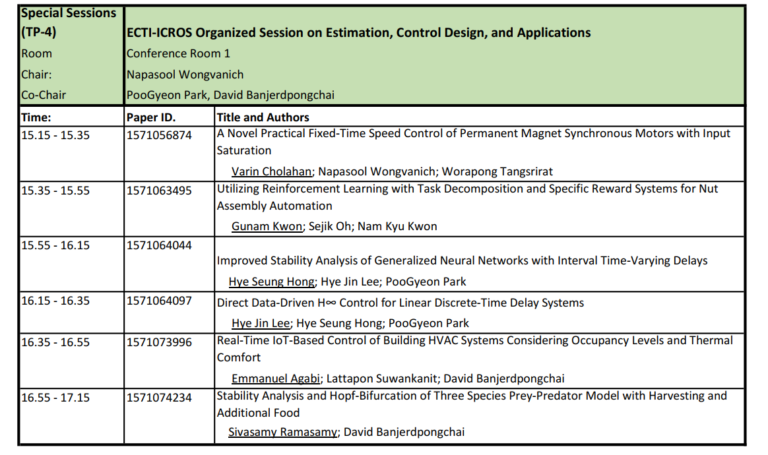 Special Sessions
(TP-4)
ECTI-ICROS Organized Session on Estimation, Control Design, and Applications
Room
Conference Room 1
Chair:
Napasool Wongvanich
Co-Chair
PooGyeon Park, David Banjerdpongchai
Time:
Paper ID.
Title and Authors
15.15 - 15.35
1571056874
A Novel Practical Fixed-Time Speed Control of Permanent Magnet Synchronous Motors with Input
Saturation
Varin Cholahan; Napasool Wongvanich; Worapong Tangsrirat
15.35 - 15.55
1571063495
Utilizing Reinforcement Learning with Task Decomposition and Specific Reward Systems for Nut
Assembly Automation
Gunam Kwon; Sejik Oh; Nam Kyu Kwon
15.55 - 16.15
1571064044
Improved Stability Analysis of Generalized Neural Networks with Interval Time-Varying Delays
Hye Seung Hong; Hye Jin Lee; PooGyeon Park
16.15 - 16.35
1571064097
Direct Data-Driven H∞ Control for Linear Discrete-Time Delay Systems
Hye Jin Lee; Hye Seung Hong; PooGyeon Park
16.35 - 16.55
1571073996
Real-Time IoT-Based Control of Building HVAC Systems Considering Occupancy Levels and Thermal
Comfort
Emmanuel Agabi; Lattapon Suwankanit; David Banjerdpongchai
16.55 - 17.15
1571074234
Stability Analysis and Hopf-Bifurcation of Three Species Prey-Predator Model with Harvesting and
Additional Food
Sivasamy Ramasamy; David Banjerdpongchai